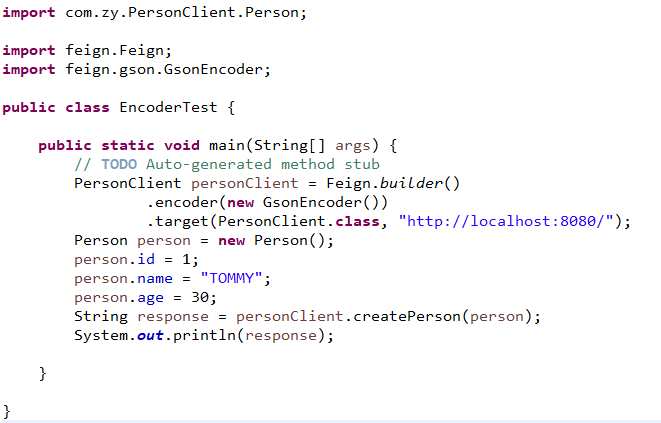 import com.zy.PersonClient.Person;
import feign.Feign;
import feign.gson.GsonEncoder;
public class EncoderTest {
public static void main(String[] args) {
// TODO Auto-generated method stub
PersonClient personClient = Feign.builder()
.encoder(new GsonEncoder())
.target(PersonClient.class, "http://localhost:8080/");
Person person = new Person();
person.id = 1;
person.name = "TOMMY";
person.age = 30;
String response = personClient.createPerson(person);
System.out.println(response);
}
}